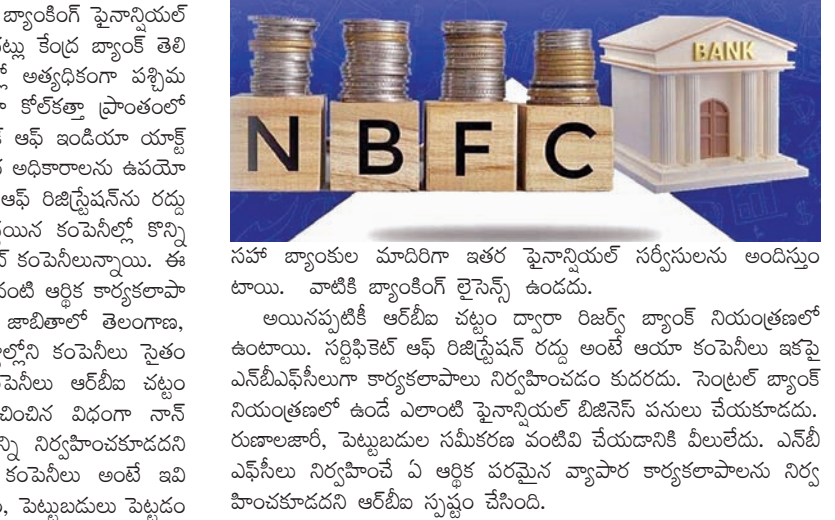 బ్యాంకింగ్ ఫైనాన్షియల్
కేంద్ర బ్యాంక్ తెలి
అత్యధికంగా పశ్చిమ
కోల్‌కత్తా ప్రాంతంలో
ఆఫ్ ఇండియా యాక్ట్
అధికారాలను ఉపయో
ఆఫ్ రిజిస్ట్రేషన్‌ను రద్దు
కంపెనీల్లో కొన్ని
కంపెనీలున్నాయి. ఈ
ఆర్థిక కార్యకలాపా
జాబితాలో తెలంగాణ,
కంపెనీలు సైతం
ఆర్‌బీఐ చట్టం
విధంగా నాన్
నిర్వహించకూడదని
కంపెనీలు అంటే ఇవి
పెట్టుబడులు పెట్టడం
N B F C
BANK
సహా బ్యాంకుల మాదిరిగా ఇతర ఫైనాన్షియల్ సర్వీసులను అందిస్తుం
టాయి. వాటికి బ్యాంకింగ్ లైసెన్స్ ఉండదు.
అయినప్పటికీ ఆర్‌బీఐ చట్టం ద్వారా రిజర్వ్ బ్యాంక్ నియంత్రణలో
ఉంటాయి. సర్టిఫికెట్ ఆఫ్ రిజిస్ట్రేషన్ రద్దు అంటే ఆయా కంపెనీలు ఇకపై
ఎన్‌బీఎఫ్‌సీలుగా కార్యకలాపాలు నిర్వహించడం కుదరదు. సెంట్రల్ బ్యాంక్
నియంత్రణలో ఉండే ఎలాంటి ఫైనాన్షియల్ బిజినెస్ పనులు చేయకూడదు.
రుణాలజారీ, పెట్టుబడుల సమీకరణ వంటివి చేయడానికి వీలులేదు. ఎన్‌బీ
ఎఫ్‌సీలు నిర్వహించే ఏ ఆర్థిక పరమైన వ్యాపార కార్యకలాపాలను నిర్వ
హించకూడదని ఆర్‌బీఐ స్పష్టం చేసింది.